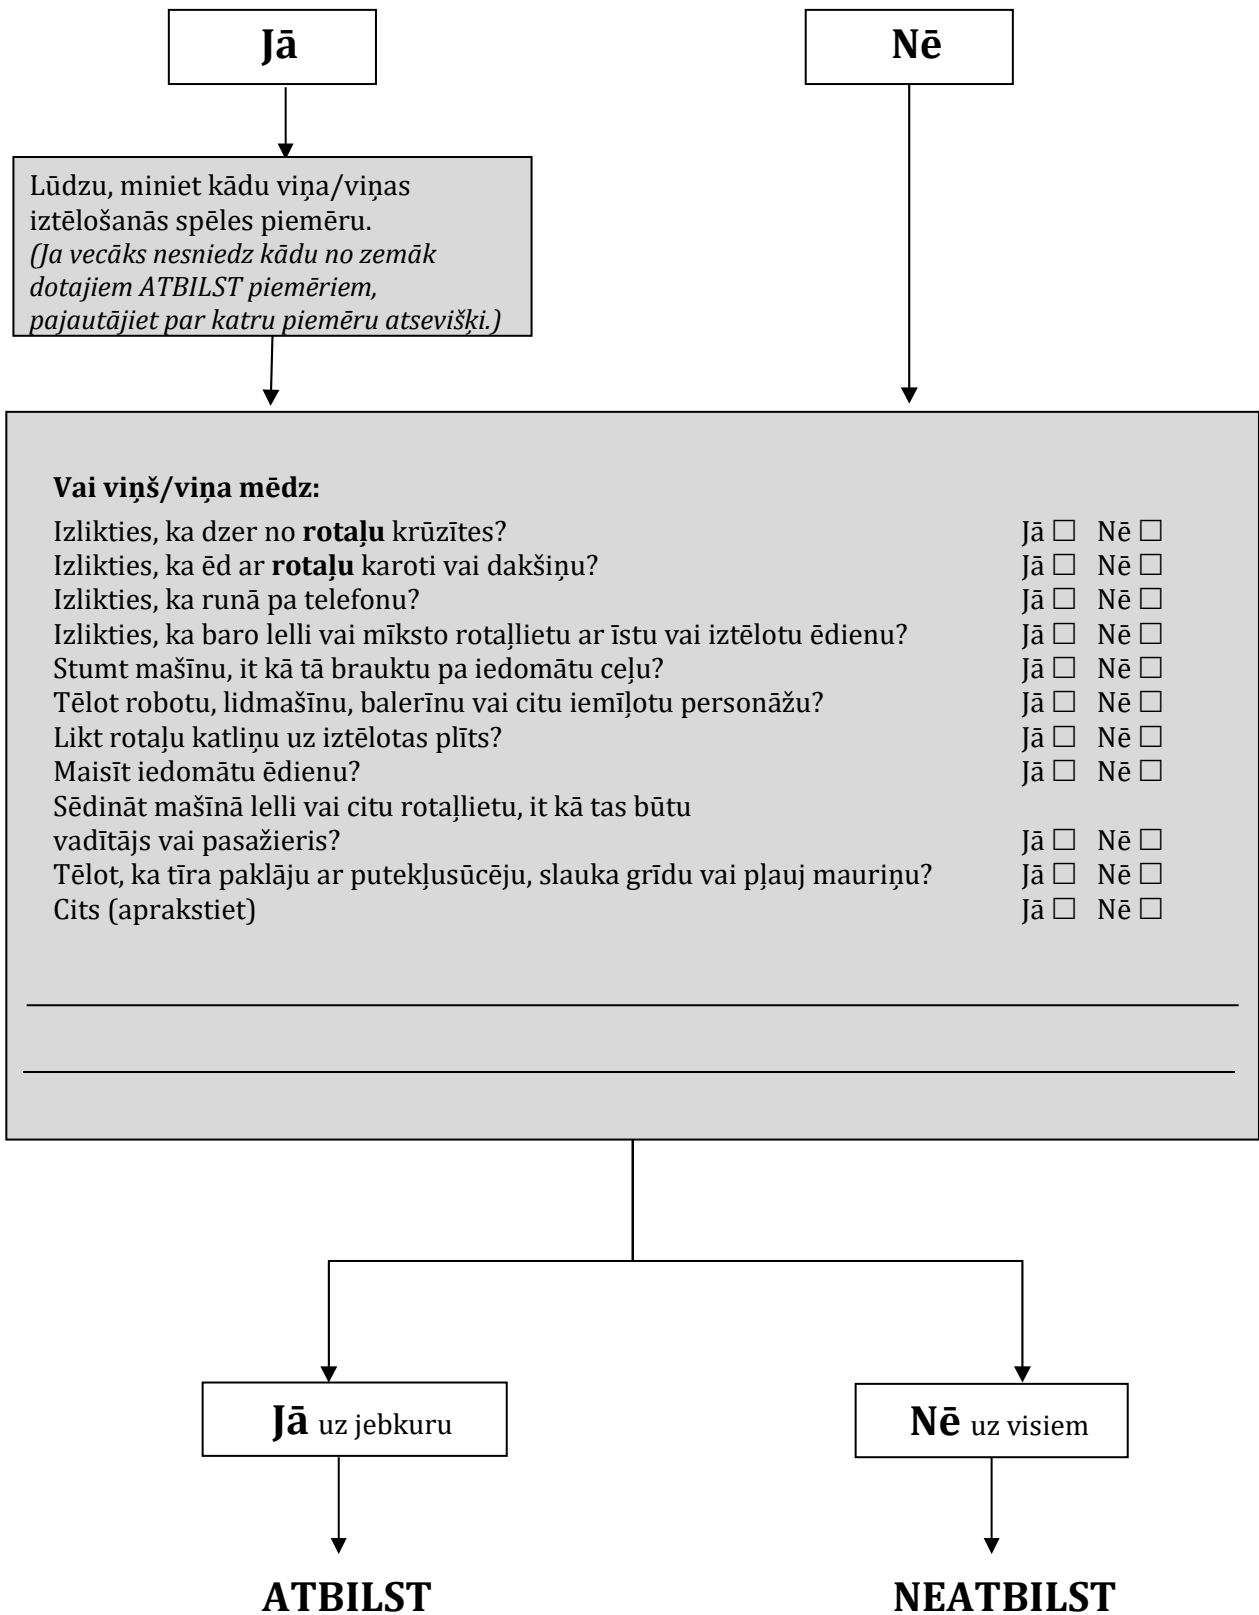 Jā
Nē
Lūdzu, miniet kādu viņa/viņas
iztēlošanās spēles piemēru.
(Ja vecāks nesniedz kādu no zemāk
dotajiem ATBILST piemēriem,
pajautājiet par katru piemēru atsevišķi.)
Vai viņš/viņa mēdz:
Izlikties, ka dzer no rotaļu krūzītes? Jā ☐ Nē ☐
Izlikties, ka ēd ar rotaļu karoti vai dakšiņu? Jā ☐ Nē ☐
Izlikties, ka runā pa telefonu? Jā ☐ Nē ☐
Izlikties, ka baro lelli vai mīksto rotaļlietu ar īstu vai iztēlotu ēdienu? Jā ☐ Nē ☐
Stumt mašīnu, it kā tā brauktu pa iedomātu ceļu? Jā ☐ Nē ☐
Tēlot robotu, lidmašīnu, balerīnu vai citu iemīļotu personāžu? Jā ☐ Nē ☐
Likt rotaļu katliņu uz iztēlotas plīts? Jā ☐ Nē ☐
Maisīt iedomātu ēdienu? Jā ☐ Nē ☐
Sēdināt mašīnā lelli vai citu rotaļlietu, it kā tas būtu
vadītājs vai pasažieris? Jā ☐ Nē ☐
Tēlot, ka tīra paklāju ar putekļusūcēju, slauka grīdu vai pļauj mauriņu? Jā ☐ Nē ☐
Cits (aprakstiet) Jā ☐ Nē ☐
Jā uz jebkuru
Nē uz visiem
ATBILST
NEATBILST